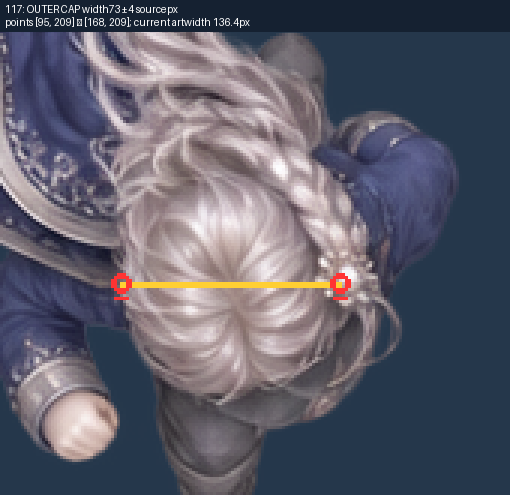 117: OUTER CAP width 73±4 source px
points [95, 209] □ [168, 209]; current art width 136.4px